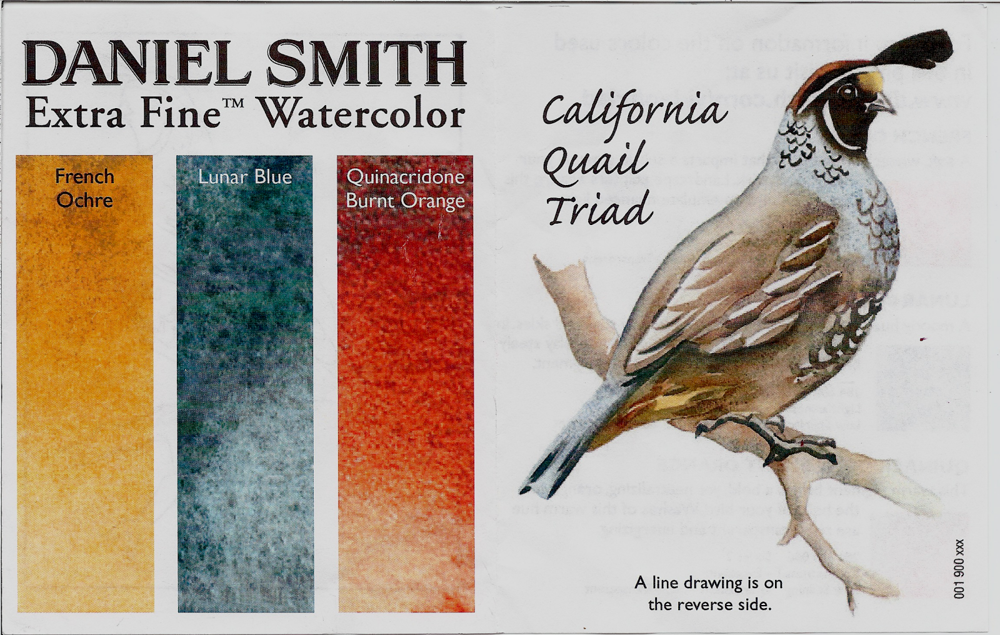 DANIEL SMITH
Extra Fine™ Watercolor
French
Ochre
Lunar Blue
Quinacridone
Burnt Orange
California
Quail
Triad
A line drawing is on
the reverse side.
001 900 xxx